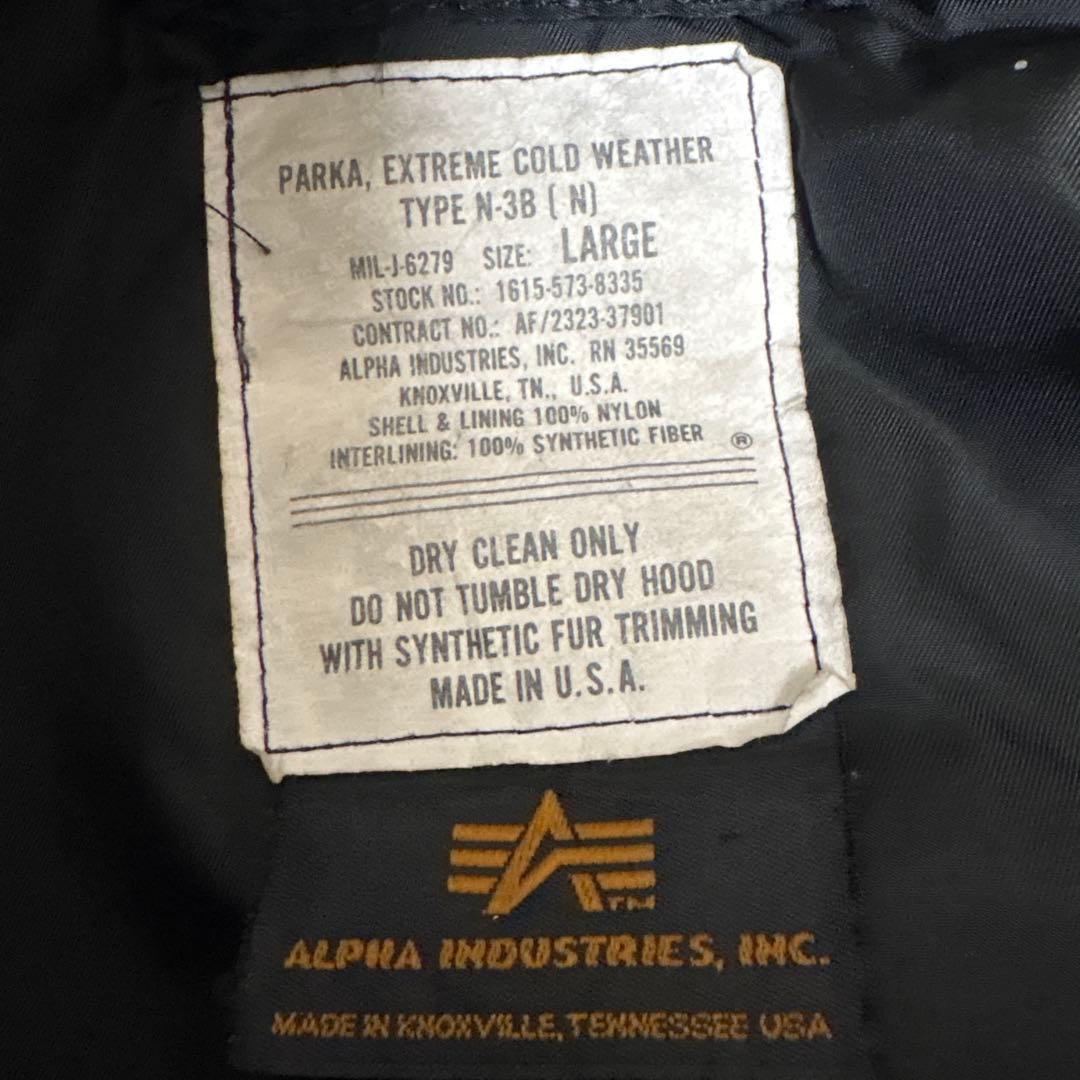 PARKA, EXTREME COLD WEATHER
TYPE N-3B ( N)
MIL-J-6279 SIZE: LARGE
STOCK NO.: 1615-573-8335
CONTRACT NO.: AF/2323-37901
ALPHA INDUSTRIES, INC. RN 35569
KNOXVILLE, TN., U.S.A.
SHELL & LINING 100% NYLON
INTERLINING: 100% SYNTHETIC FIBER ®
DRY CLEAN ONLY
DO NOT TUMBLE DRY HOOD
WITH SYNTHETIC FUR TRIMMING
MADE IN U.S.A.
TM
ALPHA INDUSTRIES, INC.
MADE IN KNOXVILLE, TENNESSEE USA